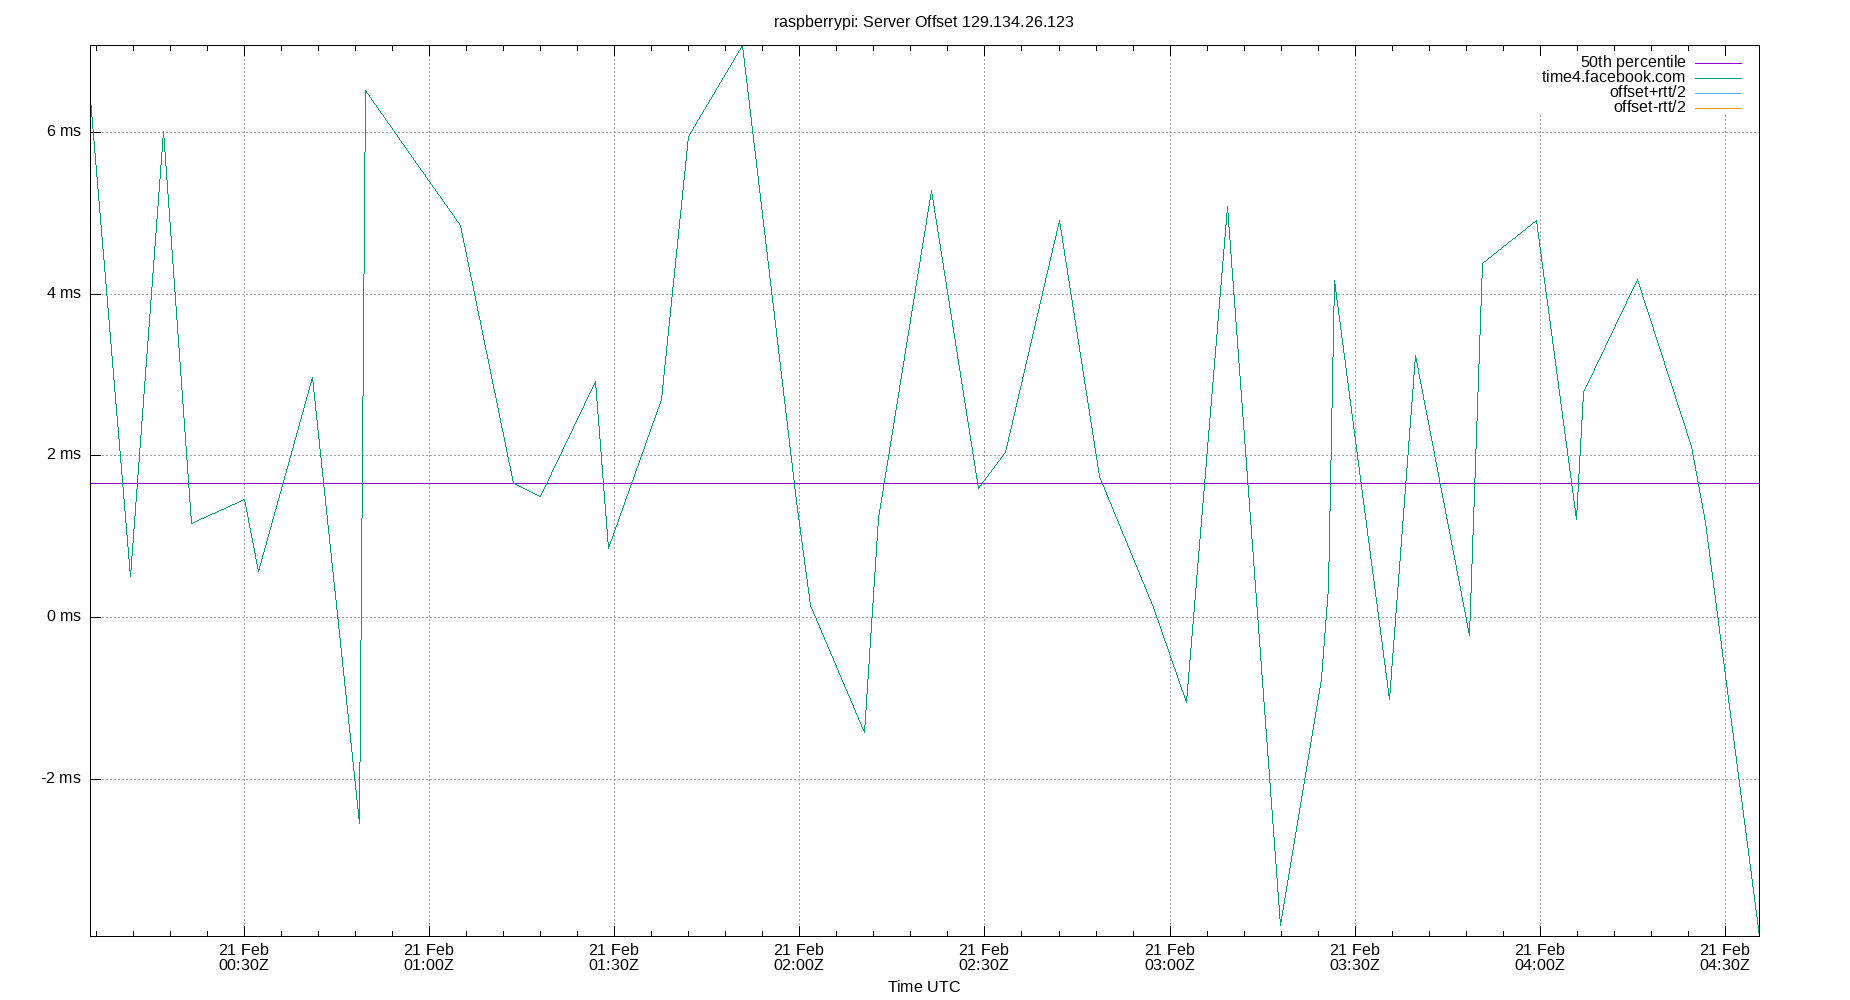 raspberrypi: Server Offset 129.134.26.123
50th percentile
time4.facebook.com
offset+rtt/2
offset-rtt/2
6 ms
4 ms
2 ms
0 ms
-2 ms
21 Feb 21 Feb 21 Feb 21 Feb 21 Feb 21 Feb 21 Feb 21 Feb 21 Feb
00:30Z 01:00Z 01:30Z 02:00Z 02:30Z 03:00Z 03:30Z 04:00Z 04:30Z
Time UTC